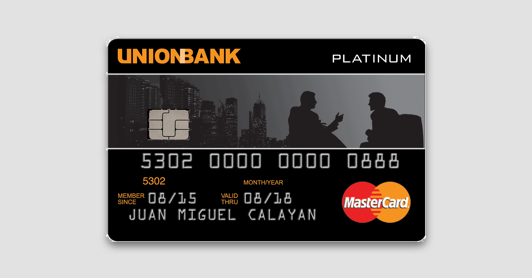 UNIONBANK
PLATINUM
5302 0000 0000 0888
5302
MONTH/YEAR
MEMBER SINCE 08/15 VALID THRU 08/18
JUAN MIGUEL CALAYAN
MasterCard